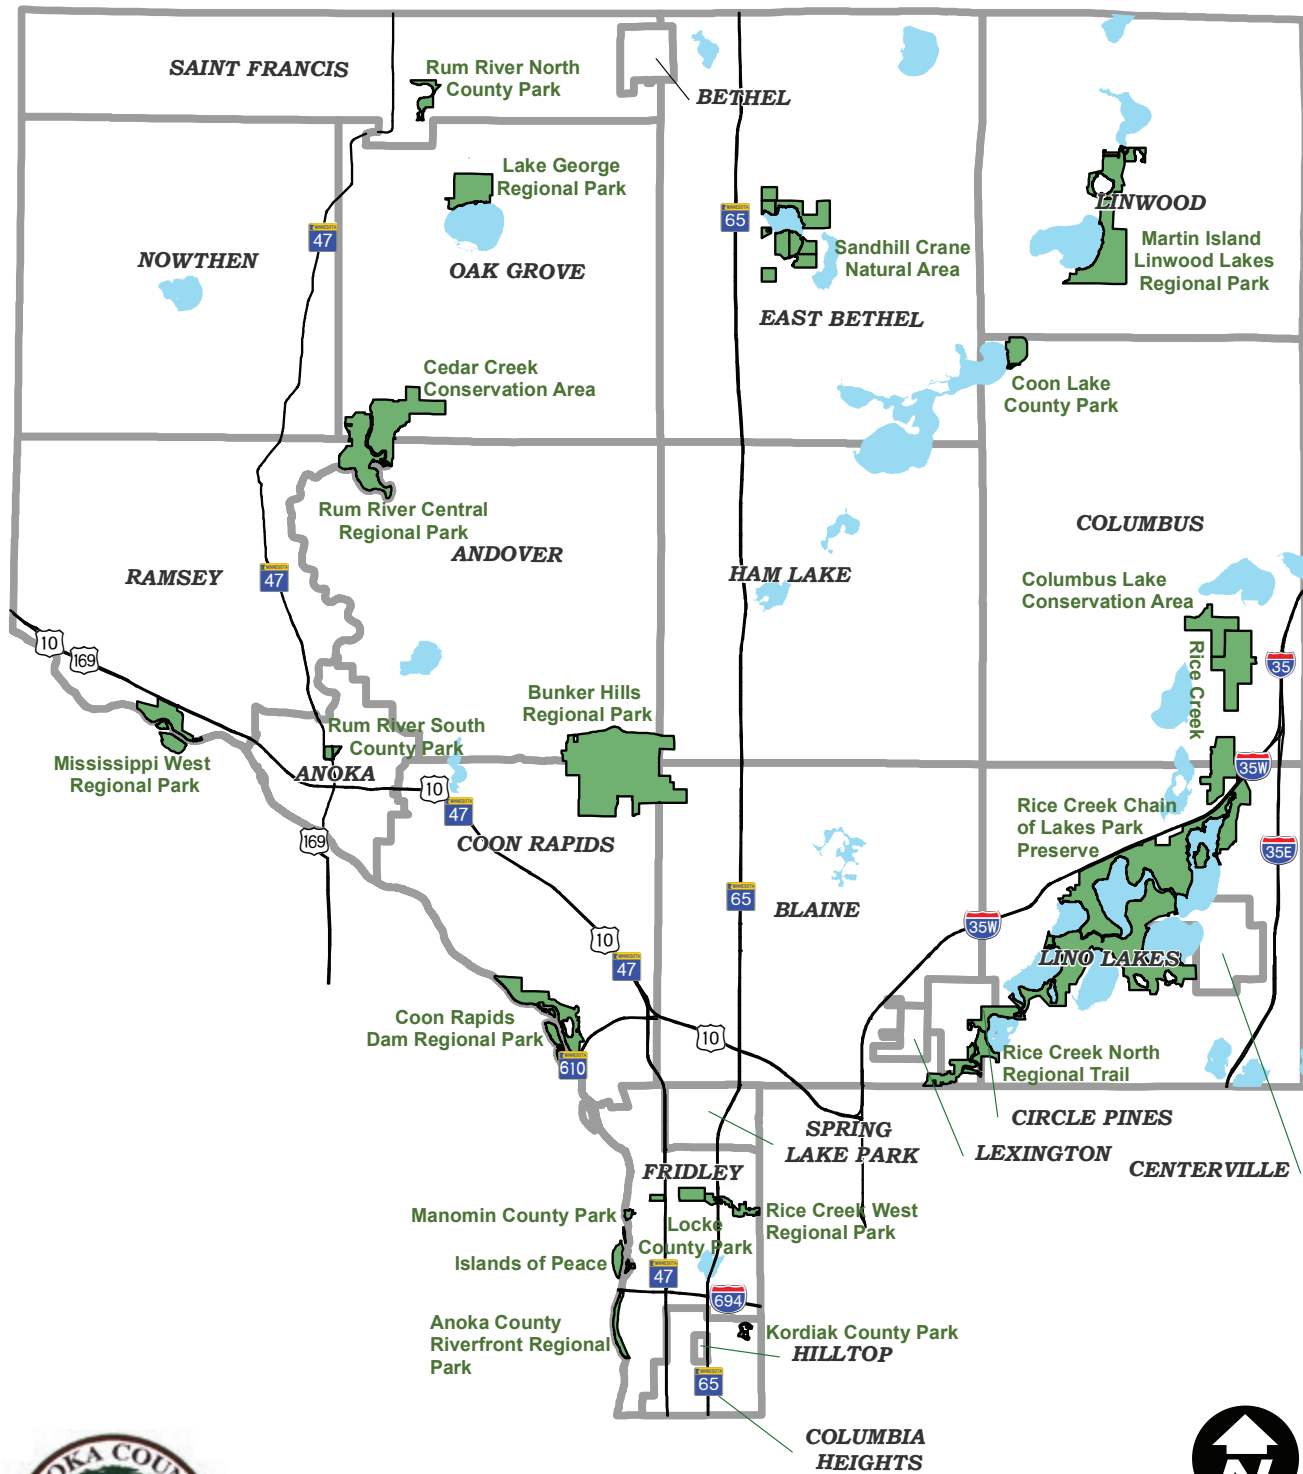 SAINT FRANCIS
Rum River North
County Park
BETHEL
Lake George
Regional Park
LINWOOD
65
47
NOWTHEN
OAK GROVE
Sandhill Crane
Natural Area
Martin Island
Linwood Lakes
Regional Park
EAST BETHEL
Cedar Creek
Conservation Area
Coon Lake
County Park
Rum River Central
Regional Park
ANDOVER
COLUMBUS
RAMSEY
MINNESOTA
47
HAM LAKE
Columbus Lake
Conservation Area
10
169
Rice Creek
35
Bunker Hills
Regional Park
Rum River South
County Park
Mississippi West
Regional Park
ANOKA
35W
10
47
Rice Creek Chain
of Lakes Park
Preserve
169
COON RAPIDS
35E
MINNESOTA
65
BLAINE
35W
10
47
LINO LAKES
Coon Rapids
Dam Regional Park
10
610
Rice Creek North
Regional Trail
CIRCLE PINES
SPRING
LAKE PARK
LEXINGTON
CENTERVILLE
FRIDLEY
Manomin County Park
Locke
County Park
Rice Creek West
Regional Park
Islands of Peace
47
694
Anoka County
Riverfront Regional
Park
Kordiak County Park
HILLTOP
65
COLUMBIA
HEIGHTS